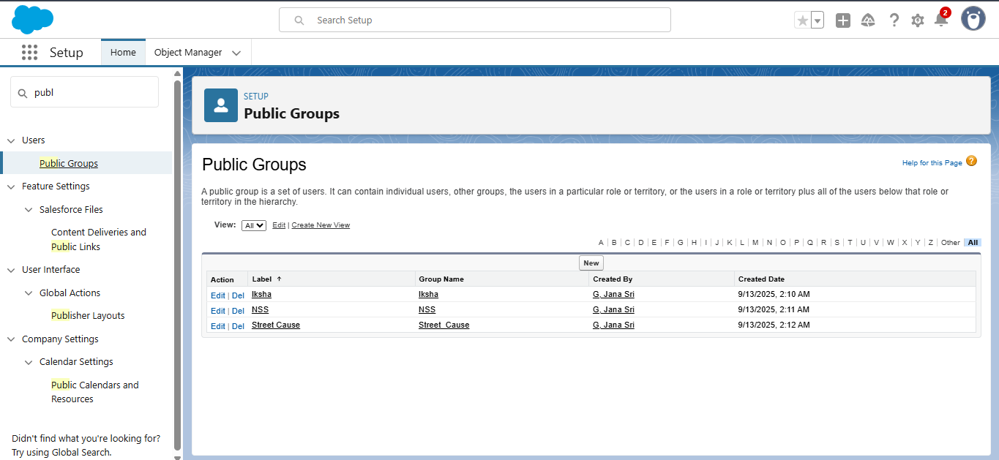 Search Setup
2
Setup
Home
Object Manager
publ
Users
Public Groups
Feature Settings
Salesforce Files
Content Deliveries and
Public Links
User Interface
Global Actions
Publisher Layouts
Company Settings
Calendar Settings
Public Calendars and
Resources
Didn't find what you're looking for?
Try using Global Search.
SETUP
Public Groups
Public Groups
Help for this Page ?
A public group is a set of users. It can contain individual users, other groups, the users in a particular role or territory, or the users in a role or territory plus all of the users below that role or
territory in the hierarchy.
View: All Edit | Create New View
A | B | C | D | E | F | G | H | I | J | K | L | M | N | O | P | Q | R | S | T | U | V | W | X | Y | Z | Other All
New
Action Label ↑ Group Name Created By Created Date
Edit | Del Iksha Iksha G, Jana Sri 9/13/2025, 2:10 AM
Edit | Del NSS NSS G, Jana Sri 9/13/2025, 2:11 AM
Edit | Del Street Cause Street_Cause G, Jana Sri 9/13/2025, 2:12 AM